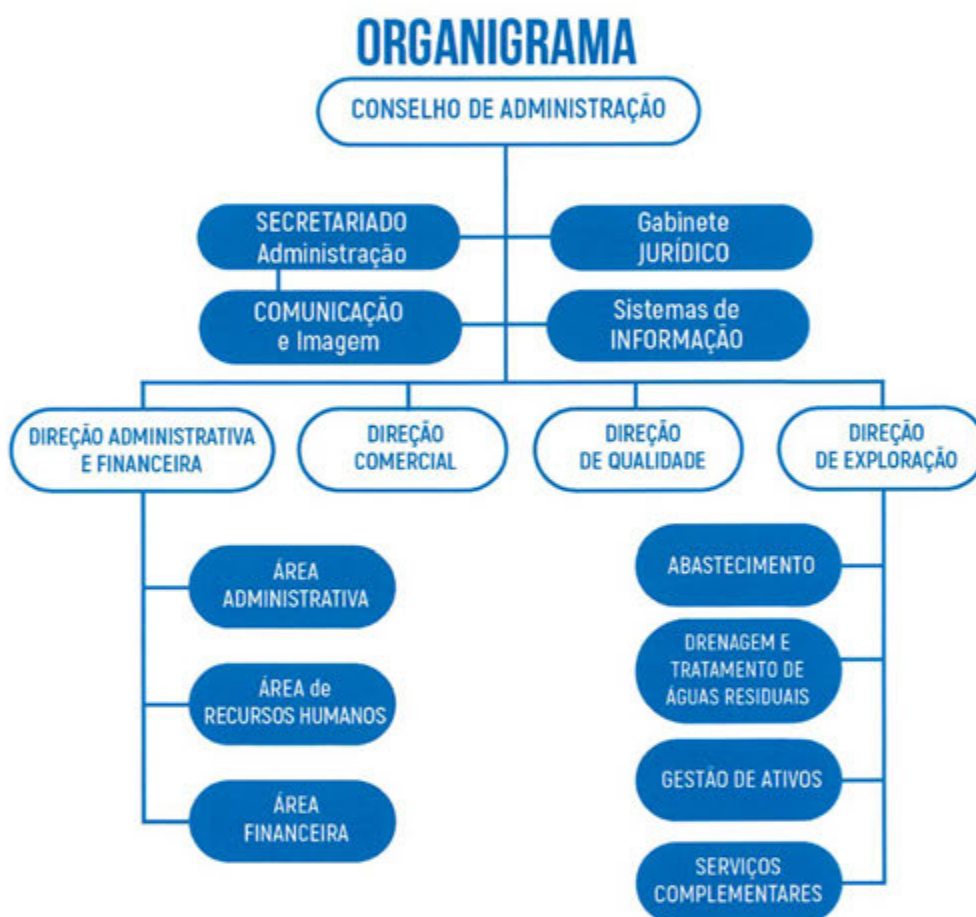 ORGANIGRAMA
CONSELHO DE ADMINISTRAÇÃO
SECRETARIADO
Administração
Gabinete
JURÍDICO
COMUNICAÇÃO
e Imagem
Sistemas de
INFORMAÇÃO
DIREÇÃO ADMINISTRATIVA
E FINANCEIRA
DIREÇÃO
COMERCIAL
DIREÇÃO
DE QUALIDADE
DIREÇÃO
DE EXPLORAÇÃO
ÁREA
ADMINISTRATIVA
ÁREA de
RECURSOS HUMANOS
ÁREA
FINANCEIRA
ABASTECIMENTO
DRENAGEM E
TRATAMENTO DE
ÁGUAS RESIDUAIS
GESTÃO DE ATIVOS
SERVIÇOS
COMPLEMENTARES